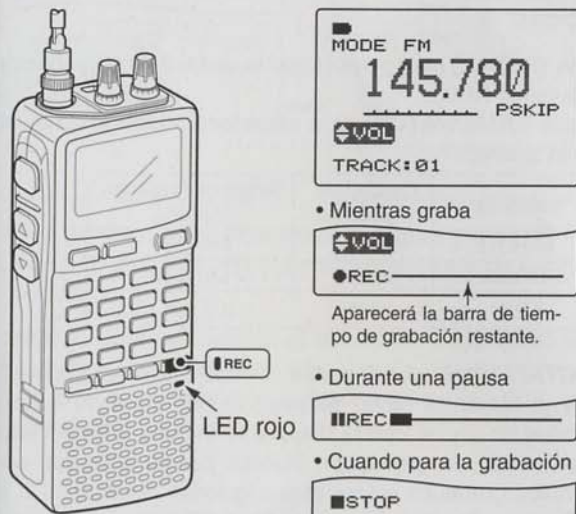 MODE FM
145.780
PSKIP
VOL
TRACK:01
• Mientras graba
VOL
●REC
Aparecerá la barra de tiem-
po de grabación restante.
• Durante una pausa
IIREC
• Cuando para la grabación
■STOP
REC
LED rojo